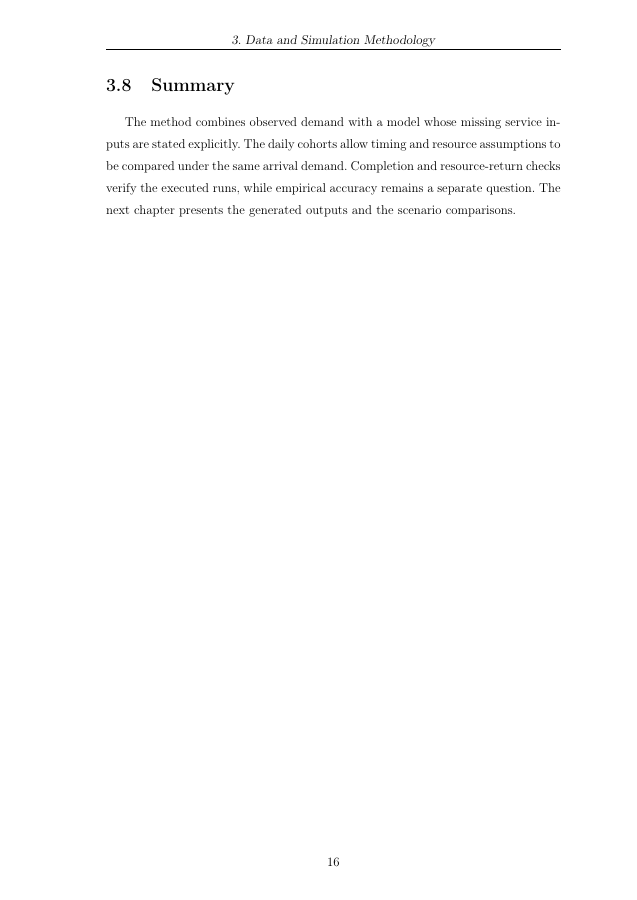 3. Data and Simulation Methodology
3.8 Summary
The method combines observed demand with a model whose missing service in-
puts are stated explicitly. The daily cohorts allow timing and resource assumptions to
be compared under the same arrival demand. Completion and resource-return checks
verify the executed runs, while empirical accuracy remains a separate question. The
next chapter presents the generated outputs and the scenario comparisons.
16